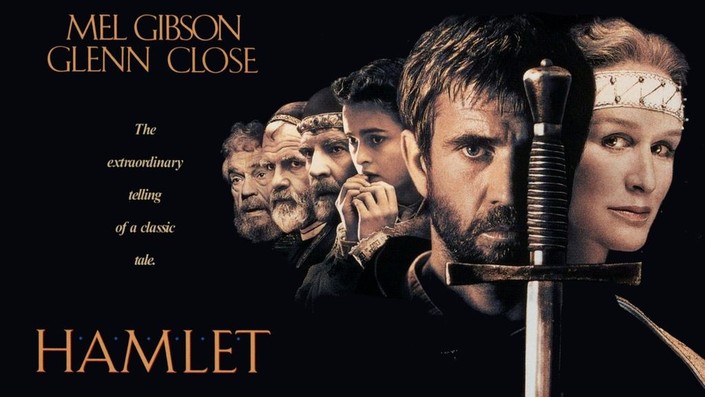 MEL GIBSON
GLENN CLOSE
The
extraordinary
telling
of a classic
tale.
HAMLET